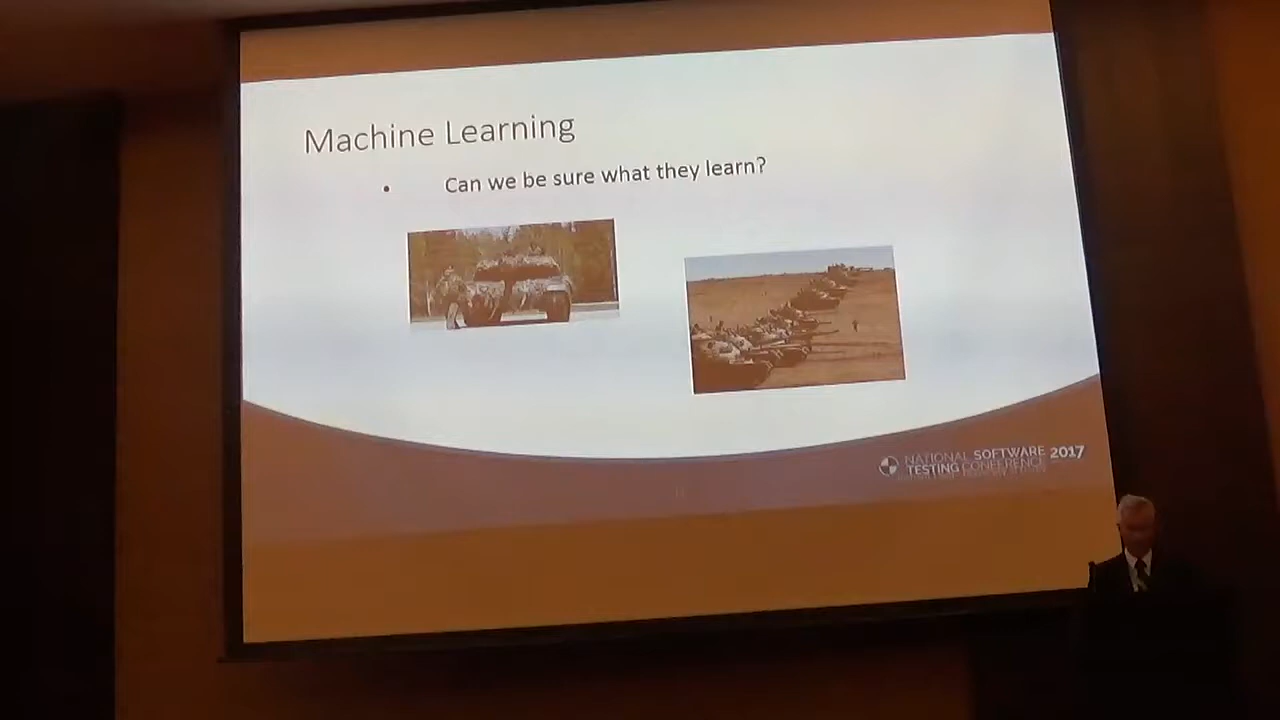 Machine Learning
• Can we be sure what they learn?
NATIONAL SOFTWARE
TESTING CONFERENCE 2017